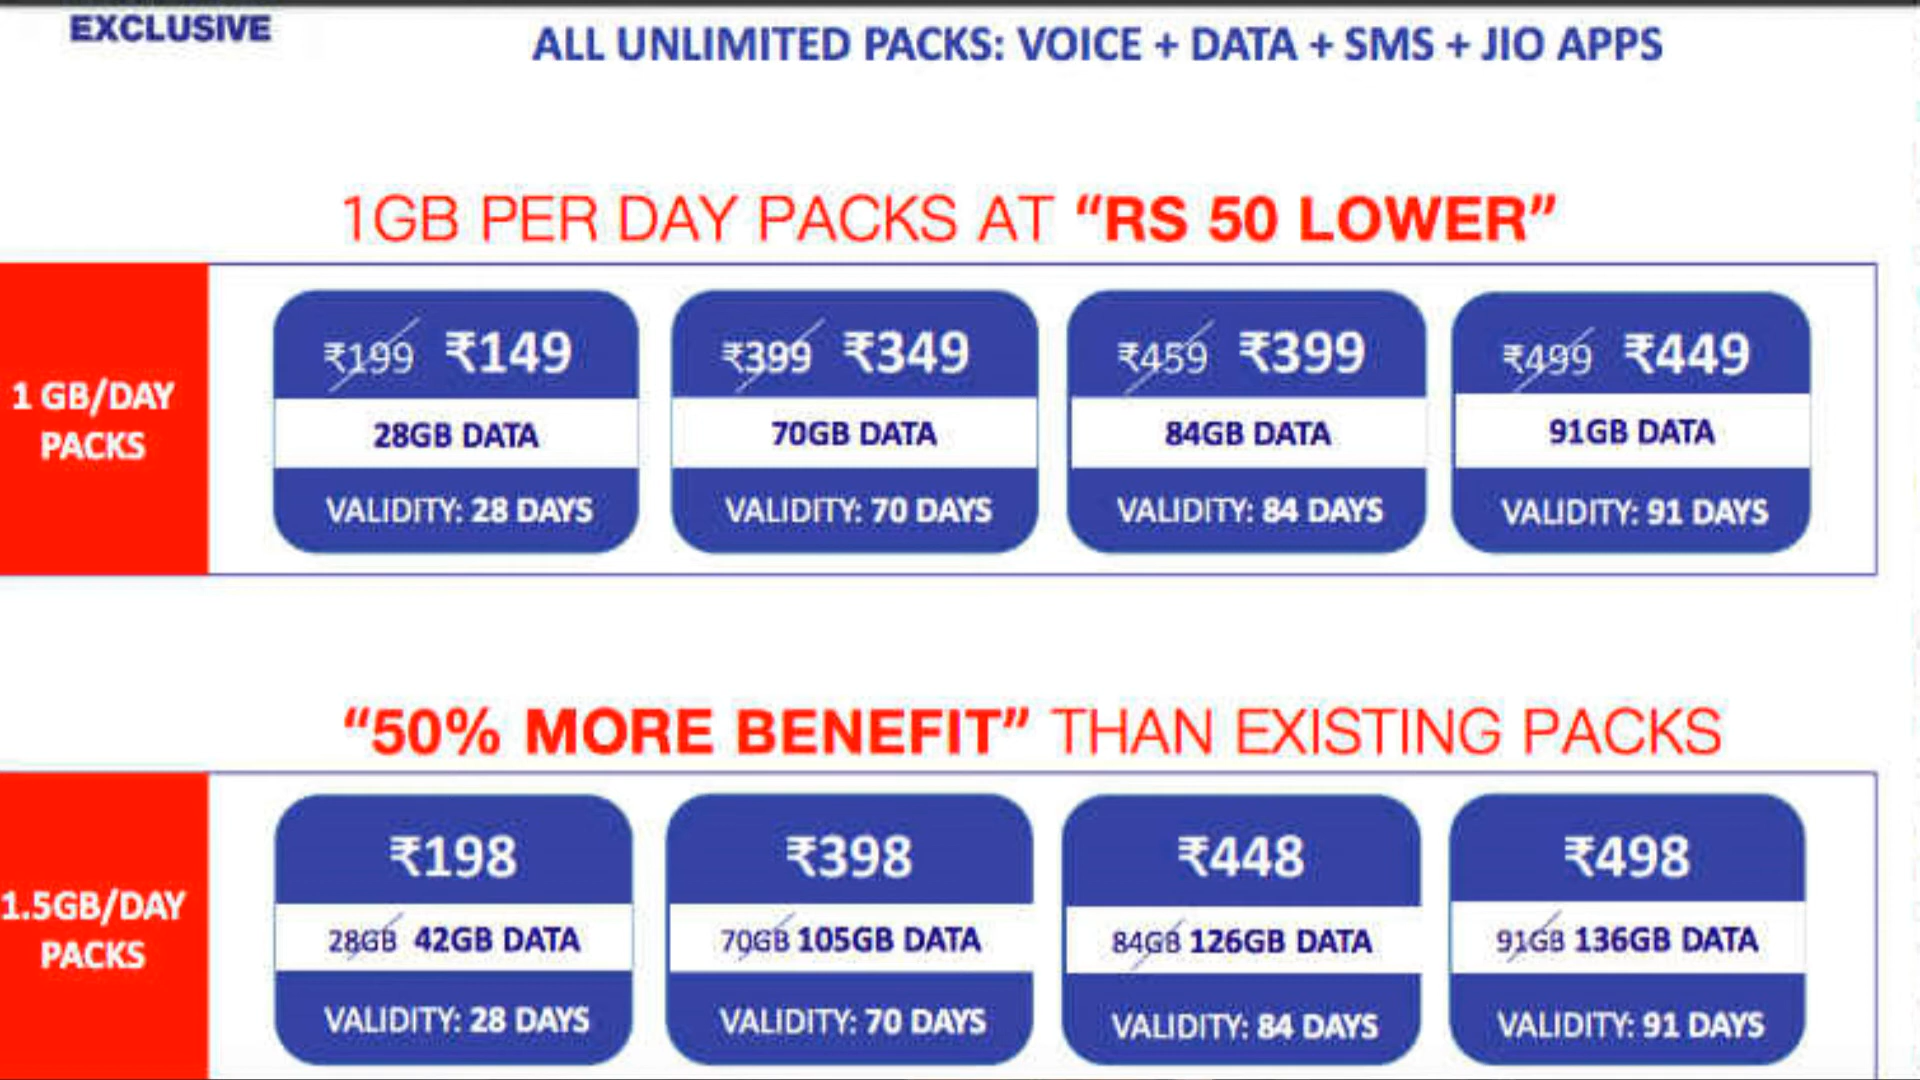 EXCLUSIVE
ALL UNLIMITED PACKS: VOICE + DATA + SMS + JIO APPS
1GB PER DAY PACKS AT “RS 50 LOWER”
1 GB/DAY
PACKS
₹199 ₹149
28GB DATA
VALIDITY: 28 DAYS
₹399 ₹349
70GB DATA
VALIDITY: 70 DAYS
₹459 ₹399
84GB DATA
VALIDITY: 84 DAYS
₹499 ₹449
91GB DATA
VALIDITY: 91 DAYS
“50% MORE BENEFIT” THAN EXISTING PACKS
1.5GB/DAY
PACKS
₹198
28GB 42GB DATA
VALIDITY: 28 DAYS
₹398
70GB 105GB DATA
VALIDITY: 70 DAYS
₹448
84GB 126GB DATA
VALIDITY: 84 DAYS
₹498
91GB 136GB DATA
VALIDITY: 91 DAYS